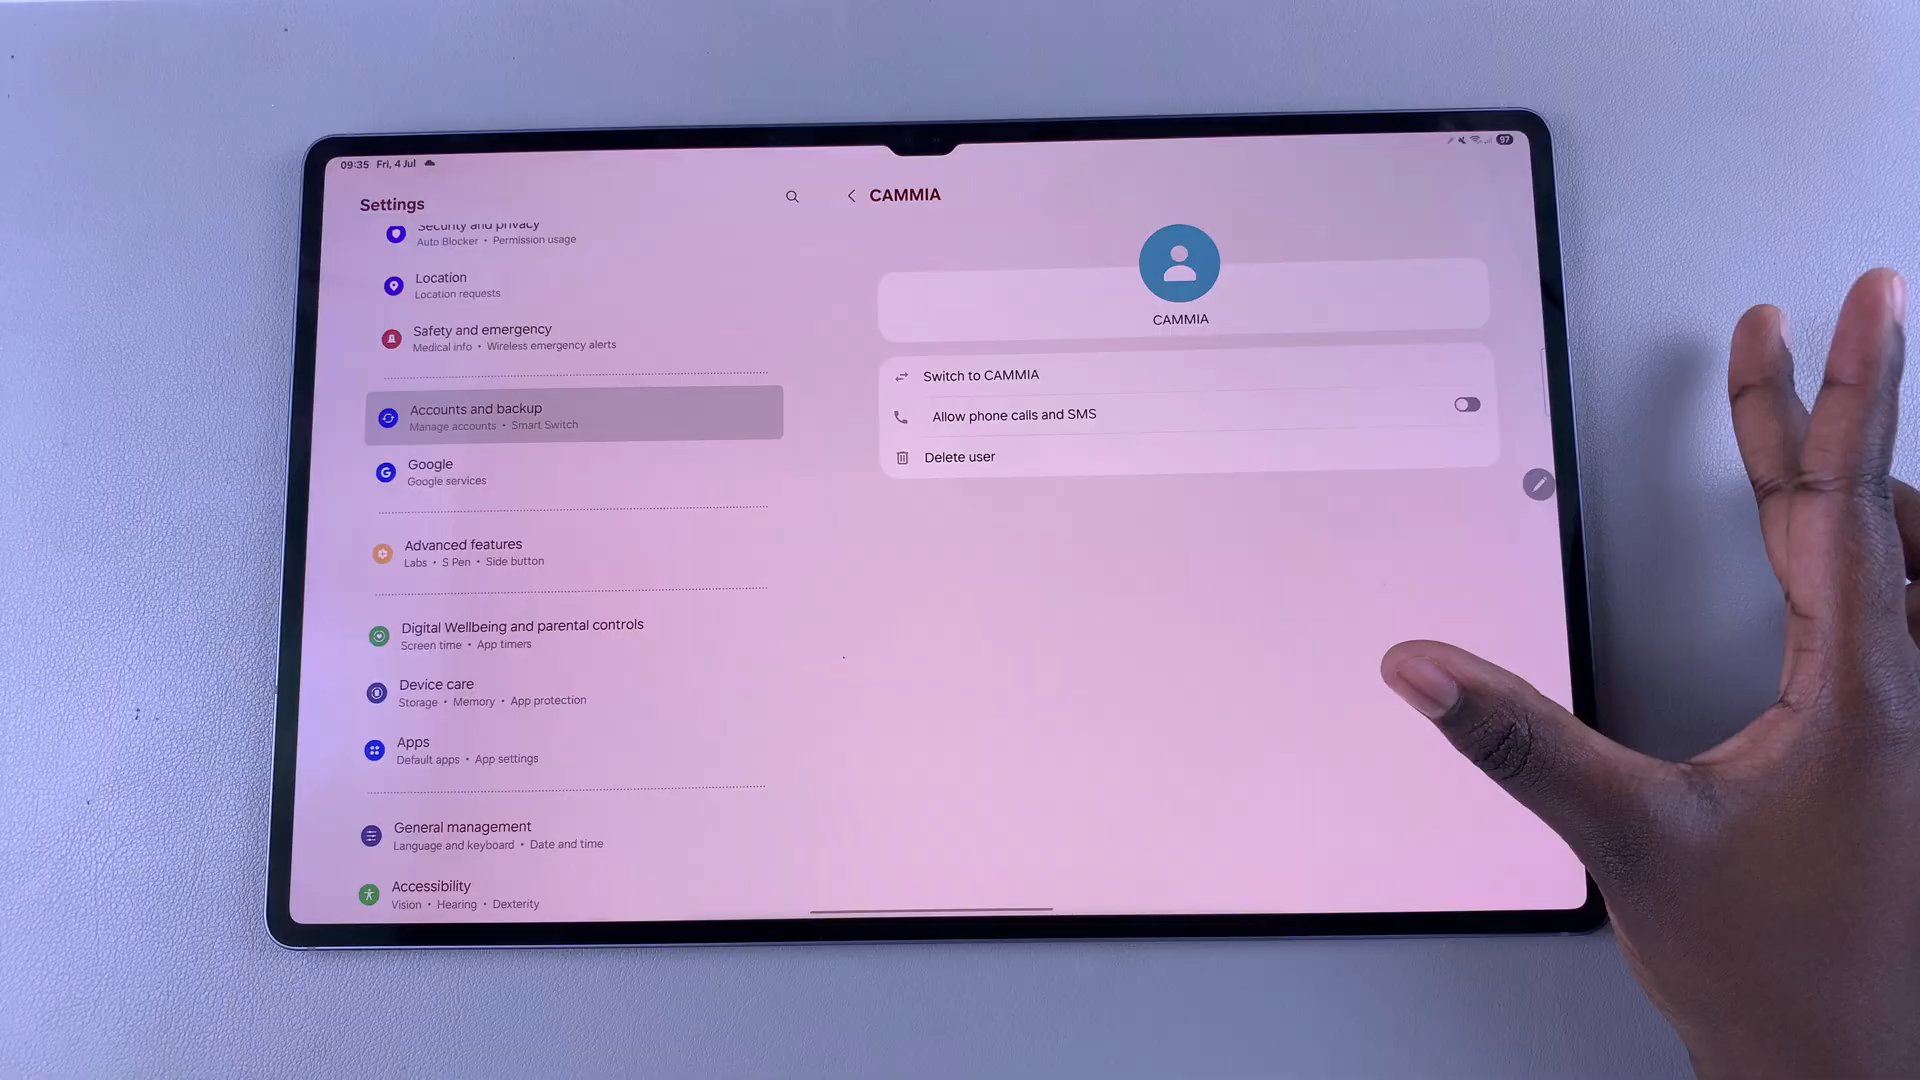 09:35 Fri, 4 Jul
97
Settings
Security and privacy
Auto Blocker • Permission usage
Location
Location requests
Safety and emergency
Medical info • Wireless emergency alerts
Accounts and backup
Manage accounts • Smart Switch
Google
Google services
Advanced features
Labs • S Pen • Side button
Digital Wellbeing and parental controls
Screen time • App timers
Device care
Storage • Memory • App protection
Apps
Default apps • App settings
General management
Language and keyboard • Date and time
Accessibility
Vision • Hearing • Dexterity
CAMMIA
CAMMIA
Switch to CAMMIA
Allow phone calls and SMS
Delete user